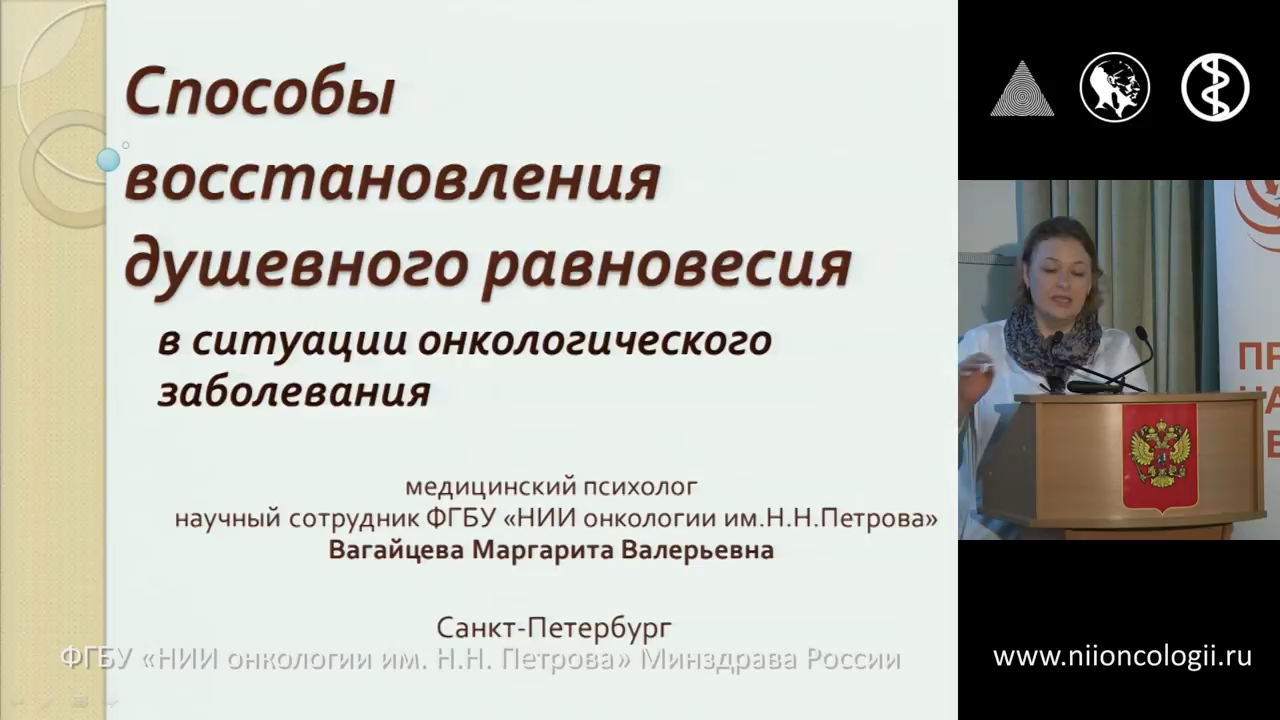 Способы
восстановления
душевного равновесия
в ситуации онкологического
заболевания
медицинский психолог
научный сотрудник ФГБУ «НИИ онкологии им.Н.Н.Петрова»
Вагайцева Маргарита Валерьевна
Санкт-Петербург
ФГБУ «НИИ онкологии им. Н.Н. Петрова» Минздрава России
www.niioncologii.ru